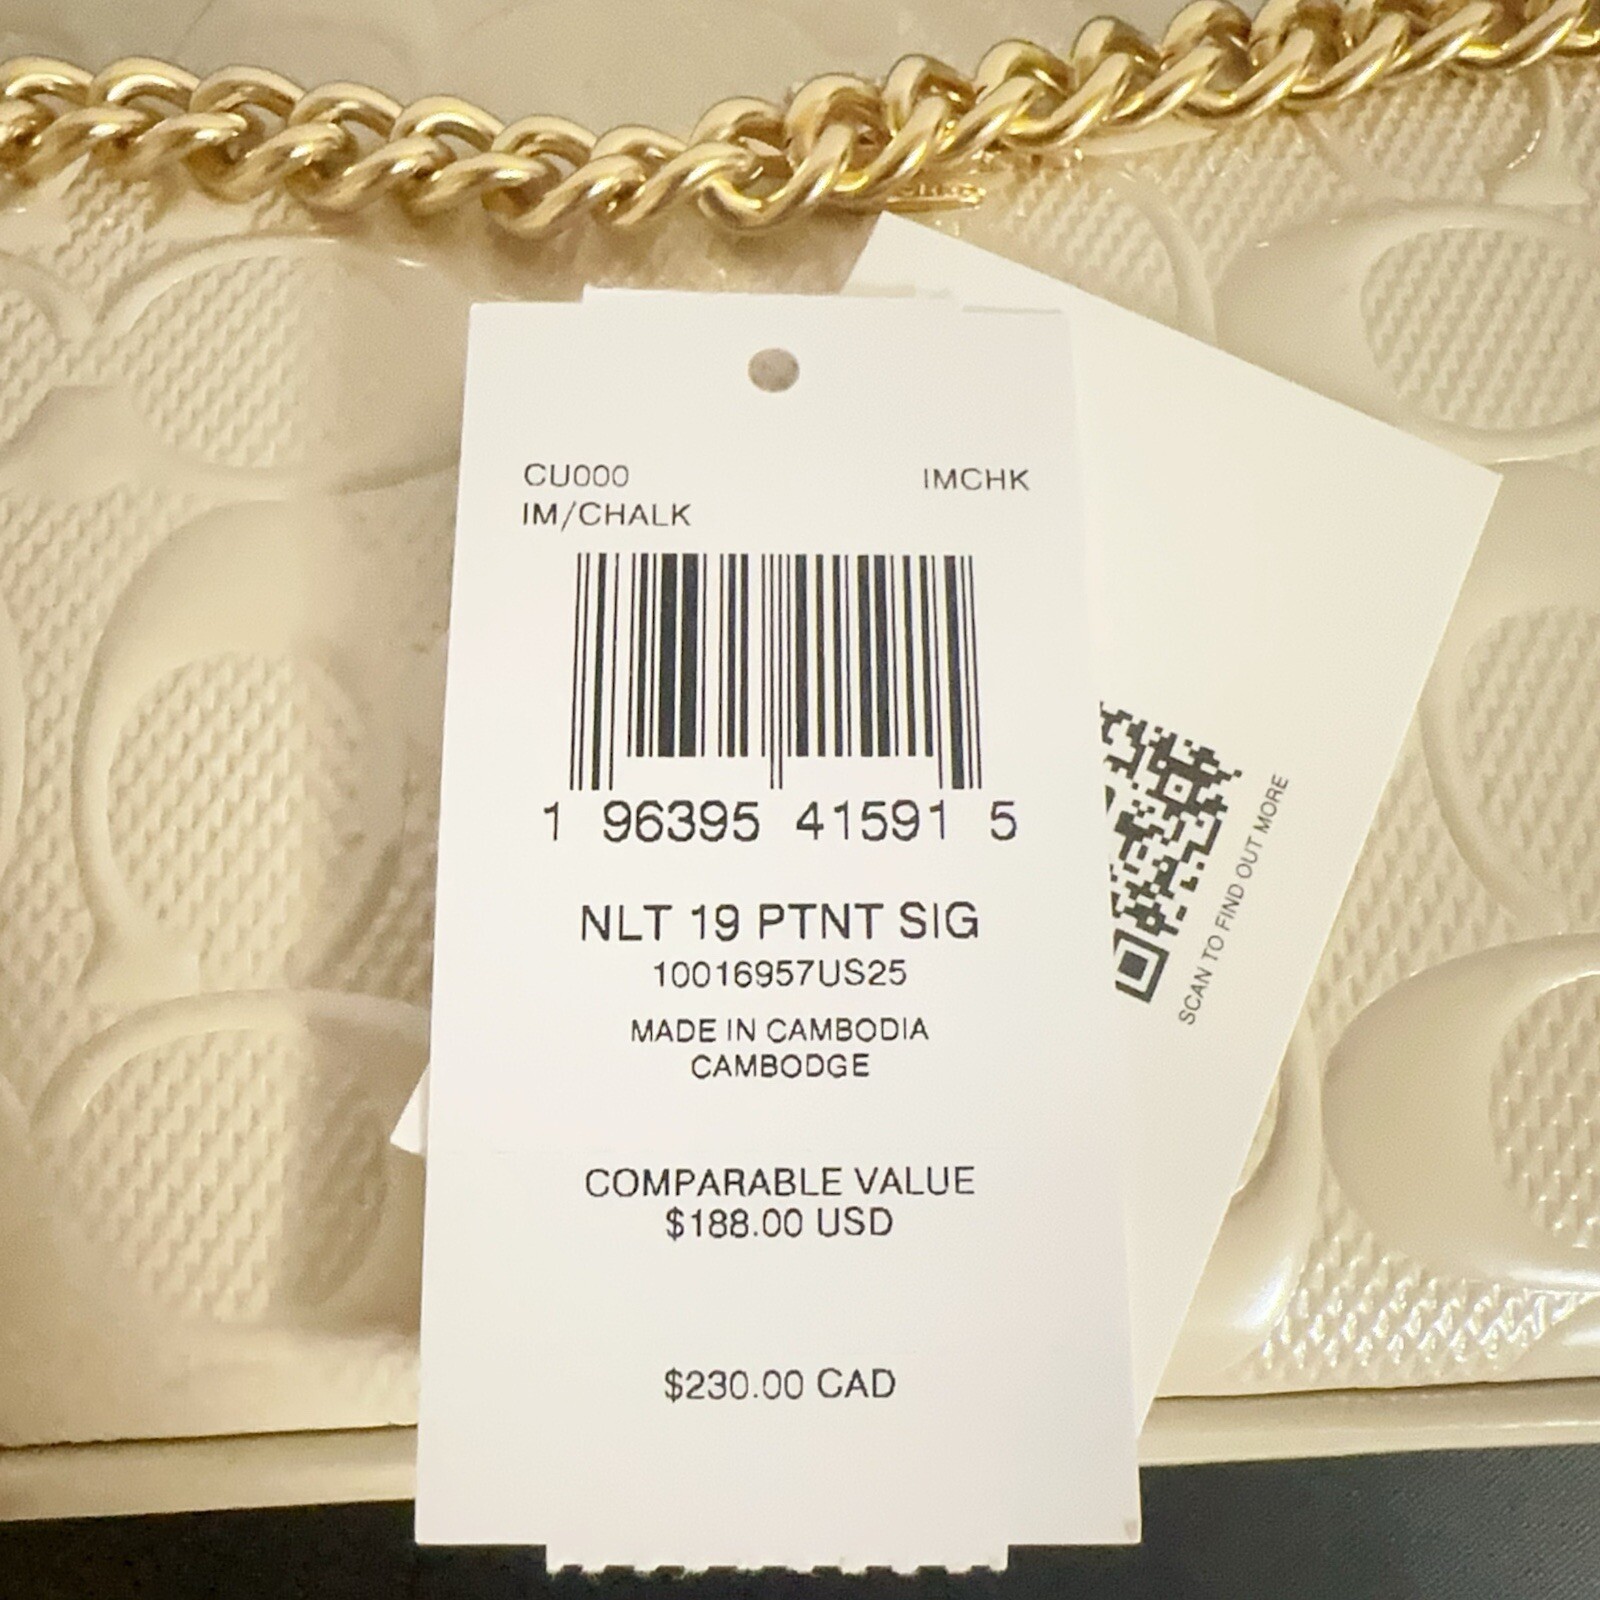 CU000 IMCHK
IM/CHALK
1 96395 41591 5
NLT 19 PTNT SIG
10016957US25
MADE IN CAMBODIA
CAMBODGE
COMPARABLE VALUE
$188.00 USD
$230.00 CAD
SCAN TO FIND OUT MORE